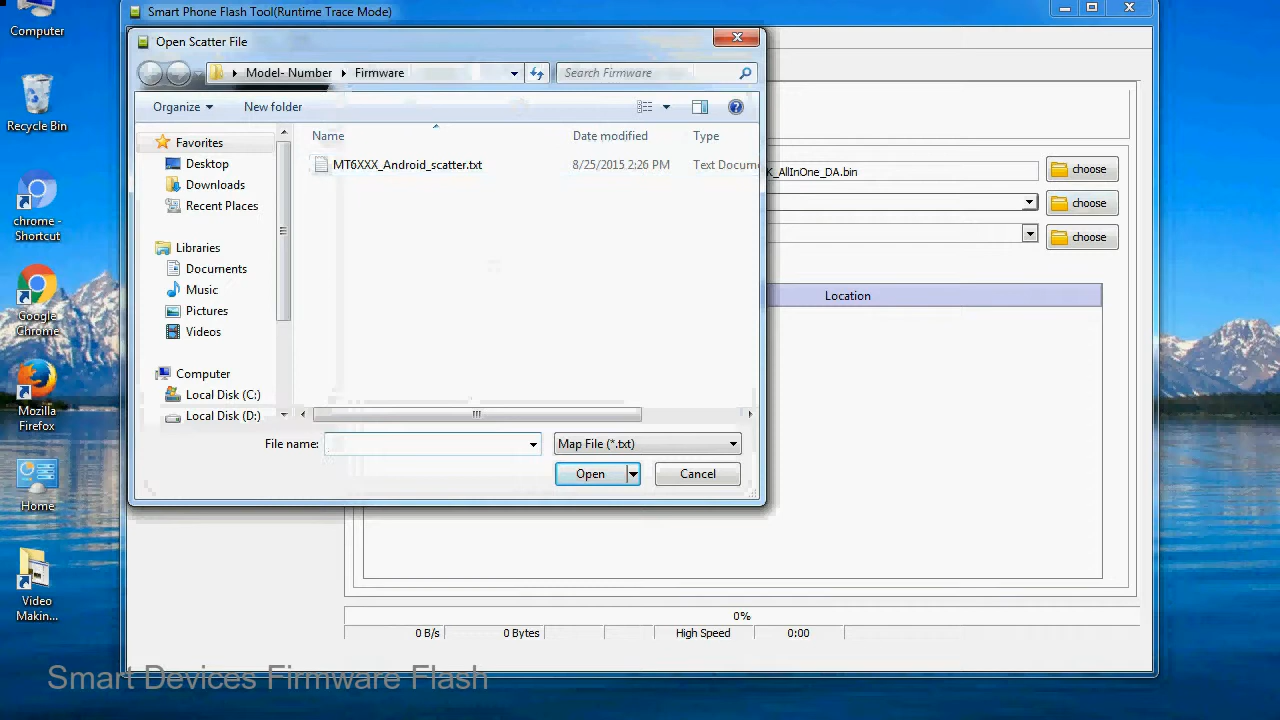 Computer
Recycle Bin
chrome -
Shortcut
Google
Chrome
Mozilla
Firefox
Home
Video
Makin...
Smart Phone Flash Tool(Runtime Trace Mode)
Open Scatter File
Model- Number
Firmware
Search Firmware
Organize
New folder
Name
Date modified
Type
Favorites
Desktop
Downloads
Recent Places
Libraries
Documents
Music
Pictures
Videos
Computer
Local Disk (C:)
Local Disk (D:)
MT6XXX_Android_scatter.txt
8/25/2015 2:26 PM
Text Docum
File name:
Map File (*.txt)
Open
Cancel
K_AllInOne_DA.bin
choose
choose
choose
Location
0%
0 B/s
0 Bytes
High Speed
0:00
Smart Devices Firmware Flash